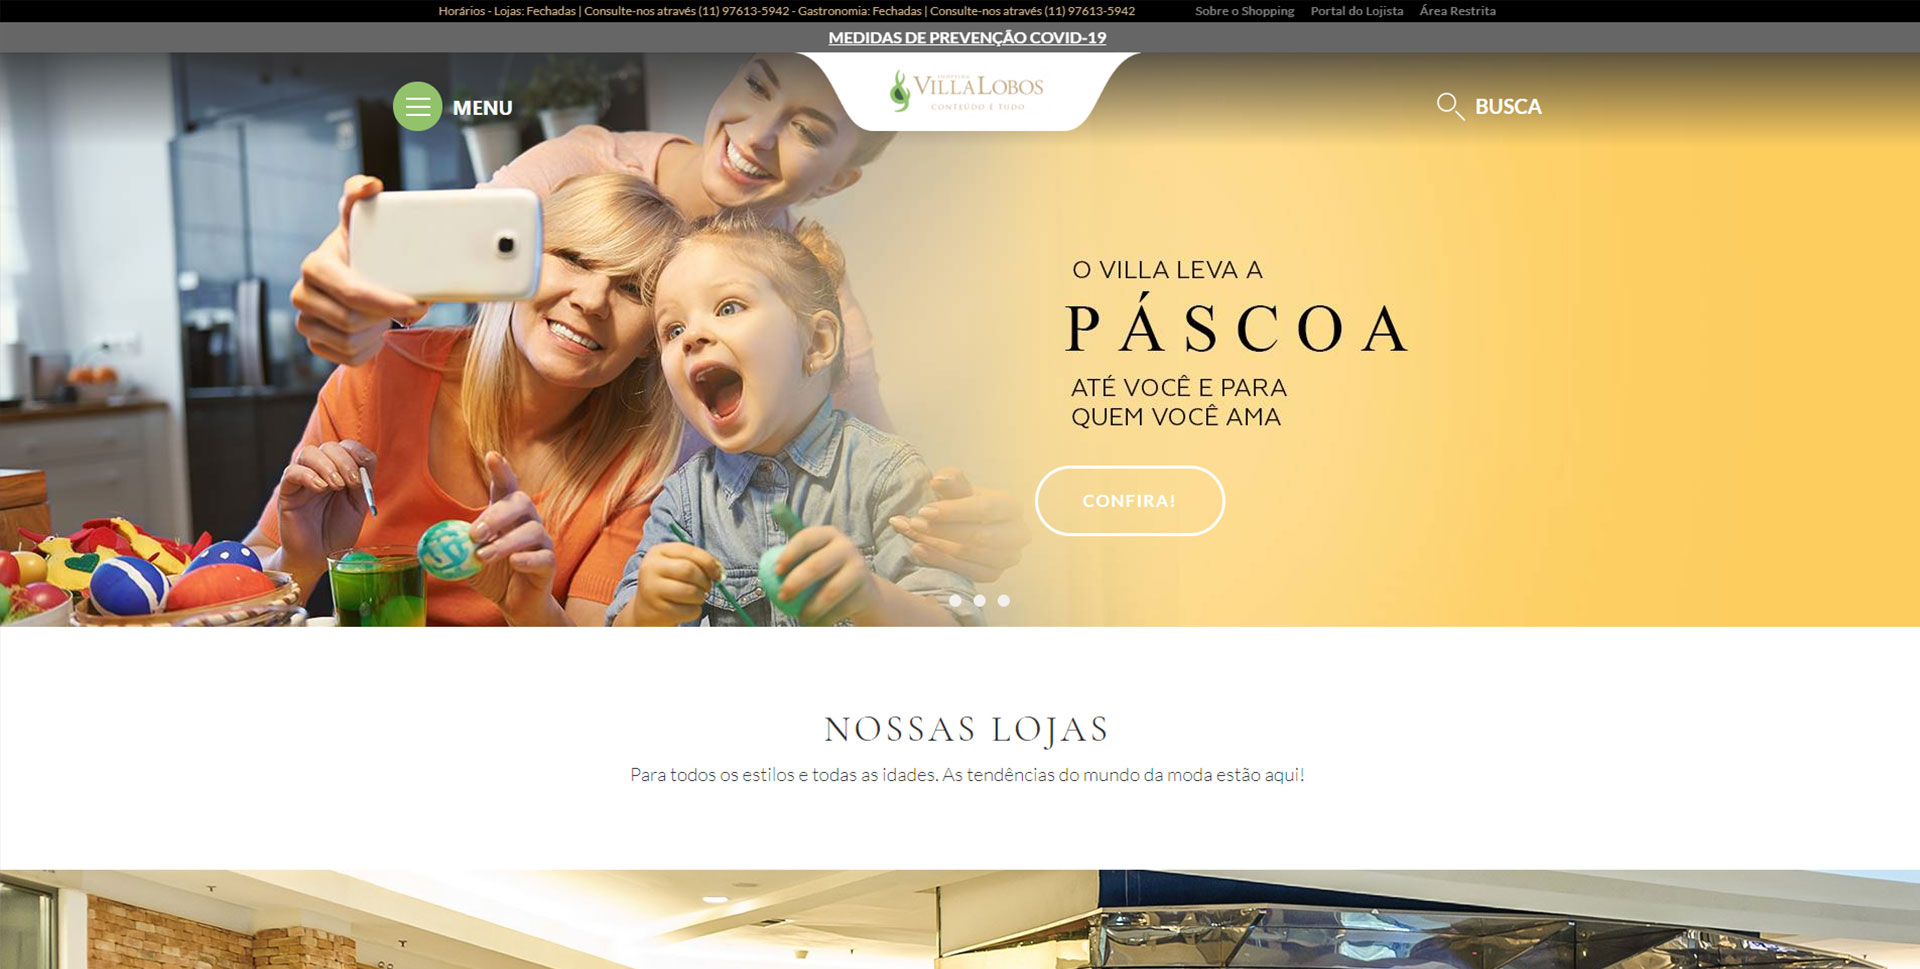 Horários - Lojas: Fechadas | Consulte-nos através (11) 97613-5942 - Gastronomia: Fechadas | Consulte-nos através (11) 97613-5942
Sobre o Shopping Portal do Lojista Área Restrita
MEDIDAS DE PREVENÇÃO COVID-19
MENU
SHOPPING
VILLALOBOS
CONTEÚDO É TUDO
BUSCA
O VILLA LEVA A
PÁSCOA
ATÉ VOCÊ E PARA
QUEM VOCÊ AMA
CONFIRA!
NOSSAS LOJAS
Para todos os estilos e todas as idades. As tendências do mundo da moda estão aqui!